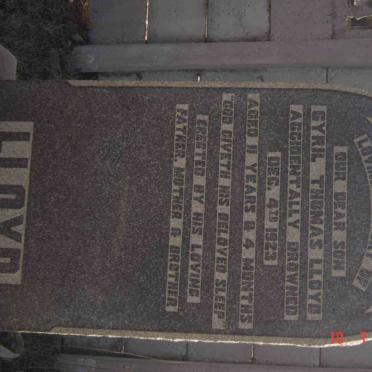 OUR DEAR SON
CYRIL THOMAS LLOYD
ACCIDENTALLY DROWNED
DEC. 4TH 1923
AGED 11 YEARS & 4 MONTHS
"GOD GIVETH HIS BELOVED SLEEP"
ERECTED BY HIS LOVING
FATHER, MOTHER & BROTHER
LLOYD